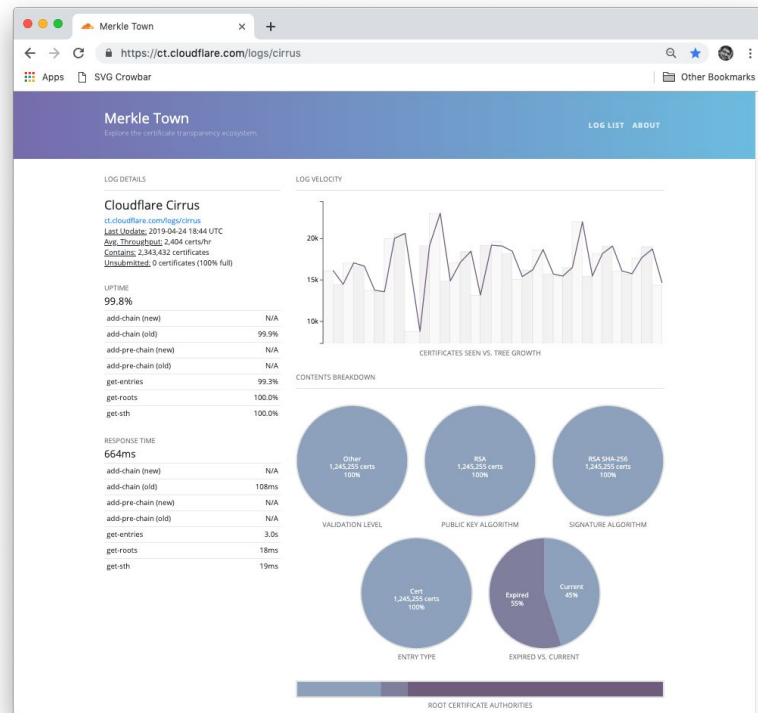 Merkle Town
https://ct.cloudflare.com/logs/cirrus
Apps
SVG Crowbar
Other Bookmarks
Merkle Town
Explore the certificate transparency ecosystem.
LOG LIST ABOUT
LOG DETAILS
Cloudflare Cirrus
ct.cloudflare.com/logs/cirrus
Last Update: 2019-04-24 18:44 UTC
Avg. Throughput: 2,404 certs/hr
Contains: 2,343,432 certificates
Unsubmitted: 0 certificates (100% full)
UPTIME
99.8%
add-chain (new) N/A
add-chain (old) 99.9%
add-pre-chain (new) N/A
add-pre-chain (old) N/A
get-entries 99.3%
get-roots 100.0%
get-sth 100.0%
RESPONSE TIME
664ms
add-chain (new) N/A
add-chain (old) 108ms
add-pre-chain (new) N/A
add-pre-chain (old) N/A
get-entries 3.0s
get-roots 18ms
get-sth 19ms
LOG VELOCITY
20k
15k
10k
CERTIFICATES SEEN VS. TREE GROWTH
CONTENTS BREAKDOWN
Other
1,245,255 certs
100%
VALIDATION LEVEL
RSA
1,245,255 certs
100%
PUBLIC KEY ALGORITHM
RSA SHA-256
1,245,255 certs
100%
SIGNATURE ALGORITHM
Cert
1,245,255 certs
100%
ENTRY TYPE
Expired
55%
Current
45%
EXPIRED VS. CURRENT
ROOT CERTIFICATE AUTHORITIES